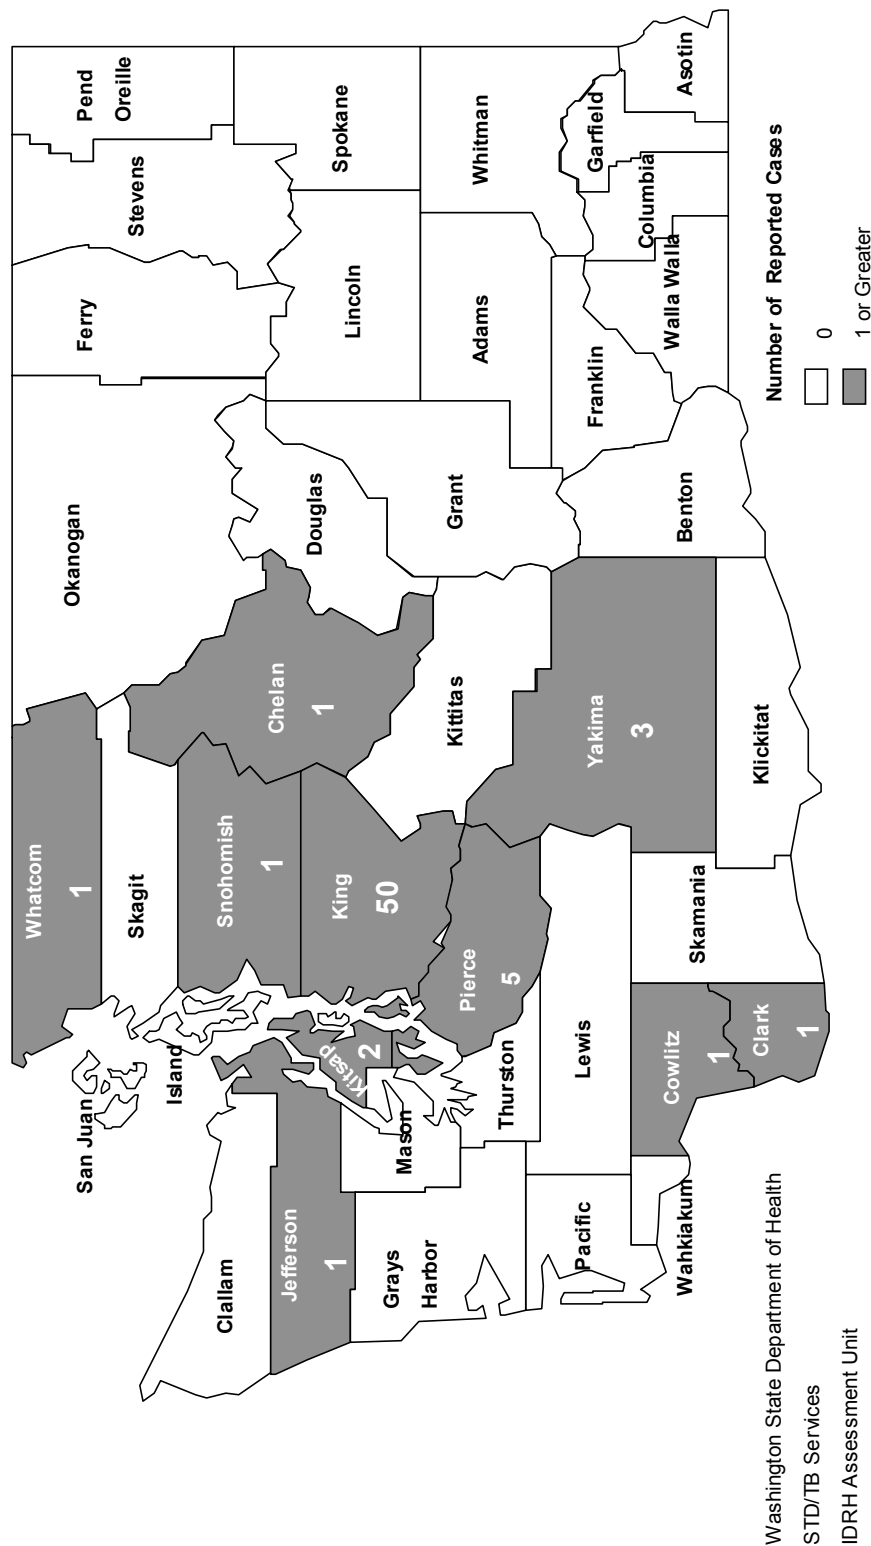 Whatcom
1
San Juan
Skagit
Island
Snohomish
1
Clallam
Jefferson
1
Kitsap
2
King
50
Chelan
1
Okanogan
Ferry
Stevens
Pend
Oreille
Douglas
Lincoln
Spokane
Grays
Harbor
Mason
Pierce
5
Kittitas
Grant
Adams
Whitman
Thurston
Pacific
Lewis
Yakima
3
Franklin
Garfield
Columbia
Walla Walla
Asotin
Benton
Wahkiakum
Cowlitz
1
Skamania
Clark
1
Klickitat
Number of Reported Cases
0
1 or Greater
Washington State Department of Health
STD/TB Services
IDRH Assessment Unit